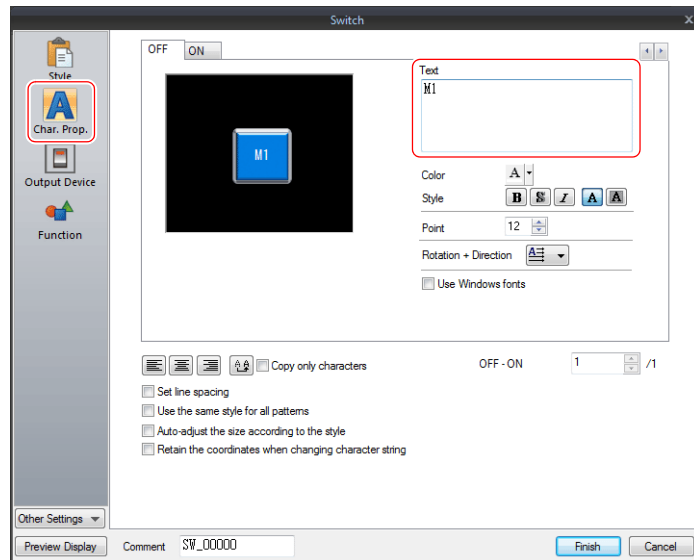 Switch
x
Style
Char. Prop.
Output Device
Function
OFF
ON
M1
Text
M1
Color
A
Style
B S I A A
Point
12
Rotation + Direction
A
Use Windows fonts
Copy only characters
OFF - ON
1
/1
Set line spacing
Use the same style for all patterns
Auto-adjust the size according to the style
Retain the coordinates when changing character string
Other Settings
Preview Display
Comment
SW_00000
Finish
Cancel